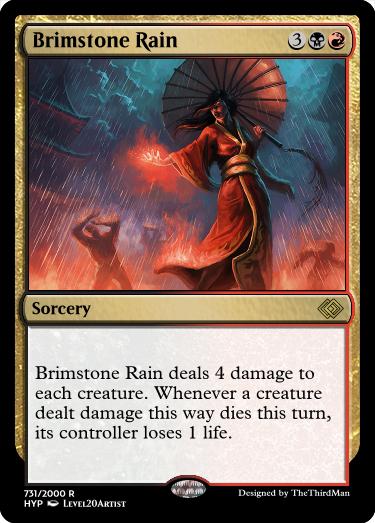 Brimstone Rain 3
Sorcery
Brimstone Rain deals 4 damage to
each creature. Whenever a creature
dealt damage this way dies this turn,
its controller loses 1 life.
731/2000 R
HYP Level20Artist
Designed by TheThirdMan